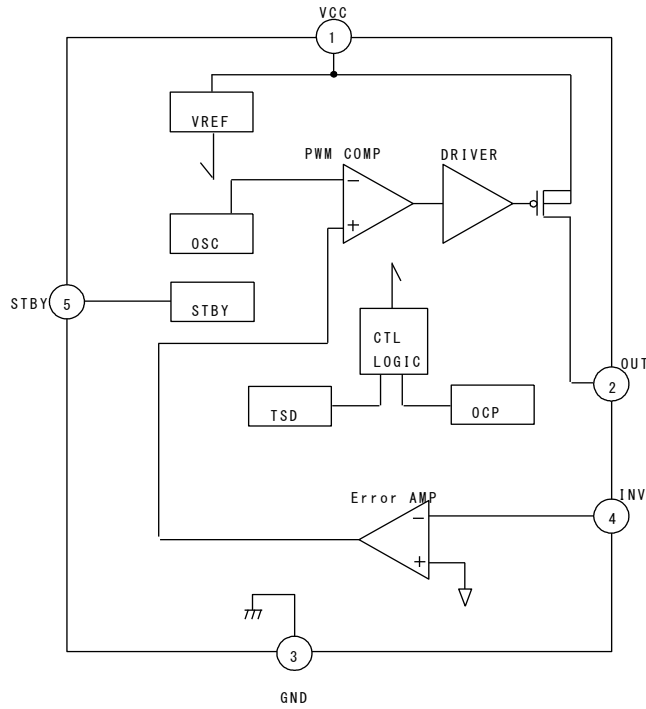 VCC
1
VREF
PWM COMP
DRIVER
−
+
OSC
STBY
5
STBY
CTL
LOGIC
OUT
2
TSD
OCP
Error AMP
INV
−
4
+
3
GND